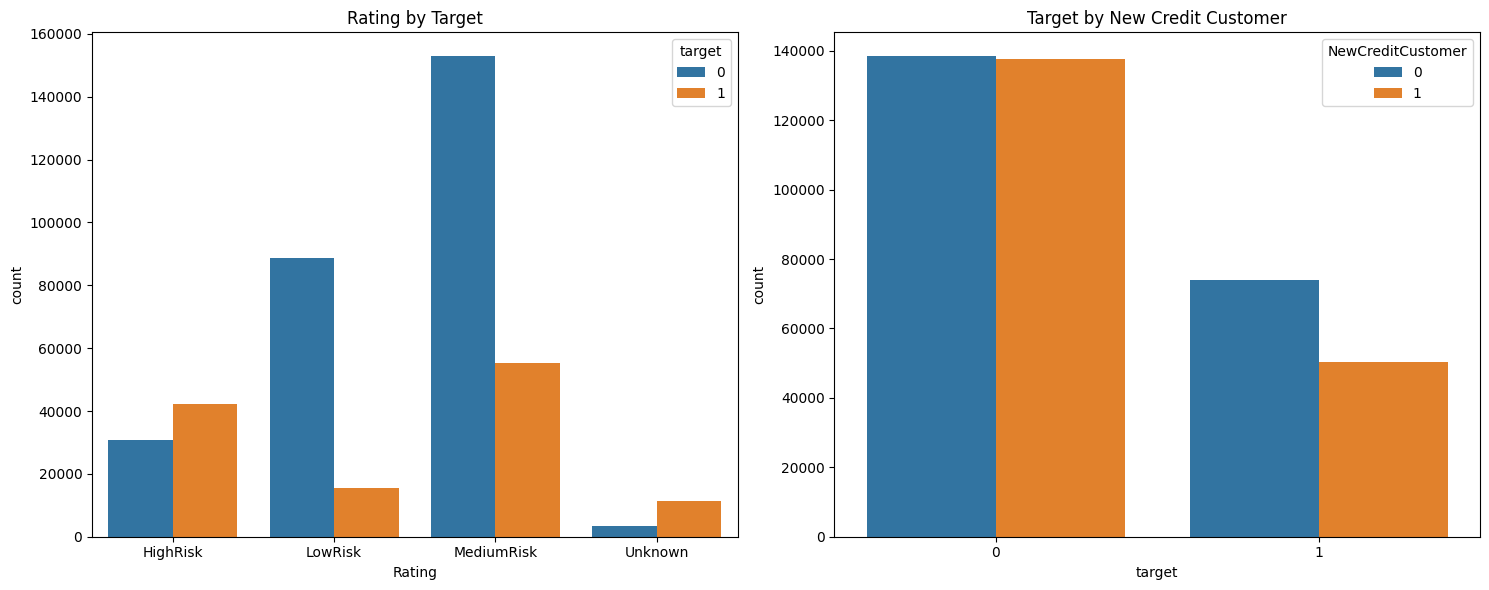 Rating by Target
160000
140000
120000
100000
80000
60000
40000
20000
0
count
HighRisk
LowRisk
MediumRisk
Unknown
Rating
target
0
1
Target by New Credit Customer
140000
120000
100000
80000
60000
40000
20000
0
count
0
1
target
NewCreditCustomer
0
1